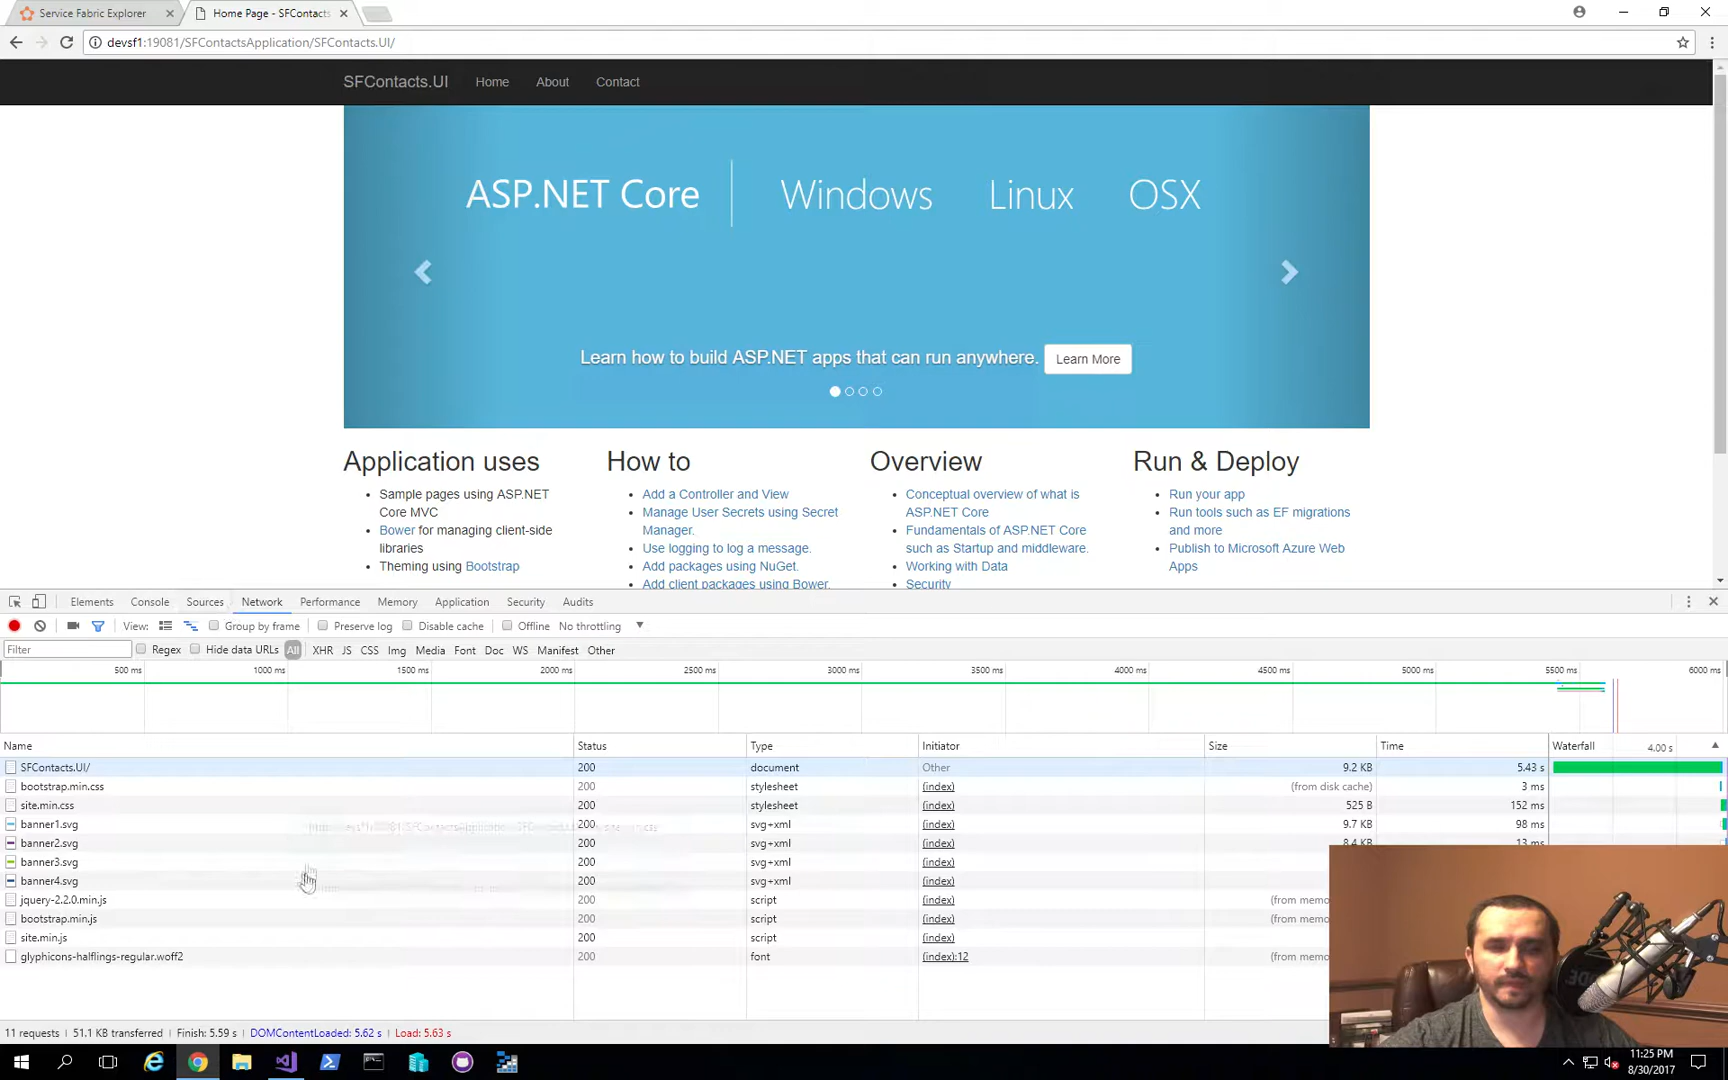 Service Fabric Explorer
Home Page - SFContacts
devsf1:19081/SFContactsApplication/SFContacts.UI/
SFContacts.UI Home About Contact
ASP.NET Core Windows Linux OSX
Learn how to build ASP.NET apps that can run anywhere. Learn More
Application uses
Sample pages using ASP.NET
Core MVC
Bower for managing client-side
libraries
Theming using Bootstrap
How to
Add a Controller and View
Manage User Secrets using Secret
Manager.
Use logging to log a message.
Add packages using NuGet.
Add client packages using Bower.
Overview
Conceptual overview of what is
ASP.NET Core
Fundamentals of ASP.NET Core
such as Startup and middleware.
Working with Data
Security
Run & Deploy
Run your app
Run tools such as EF migrations
and more
Publish to Microsoft Azure Web
Apps
Elements Console Sources Network Performance Memory Application Security Audits
View: Group by frame Preserve log Disable cache Offline No throttling
Filter Regex Hide data URLs All XHR JS CSS Img Media Font Doc WS Manifest Other
500 ms 1000 ms 1500 ms 2000 ms 2500 ms 3000 ms 3500 ms 4000 ms 4500 ms 5000 ms 5500 ms 6000 ms
Name Status Type Initiator Size Time Waterfall 4.00 s
SFContacts.UI/ 200 document Other 9.2 KB 5.43 s
bootstrap.min.css 200 stylesheet (index) (from disk cache) 3 ms
site.min.css 200 stylesheet (index) 525 B 152 ms
banner1.svg 200 svg+xml (index) 9.7 KB 98 ms
banner2.svg 200 svg+xml (index) 8.4 KB 13 ms
banner3.svg 200 svg+xml (index)
banner4.svg 200 svg+xml (index)
jquery-2.2.0.min.js 200 script (index) (from memo
bootstrap.min.js 200 script (index) (from memo
site.min.js 200 script (index)
glyphicons-halflings-regular.woff2 200 font (index):12 (from memo
11 requests | 51.1 KB transferred | Finish: 5.59 s | DOMContentLoaded: 5.62 s | Load: 5.63 s
11:25 PM
8/30/2017